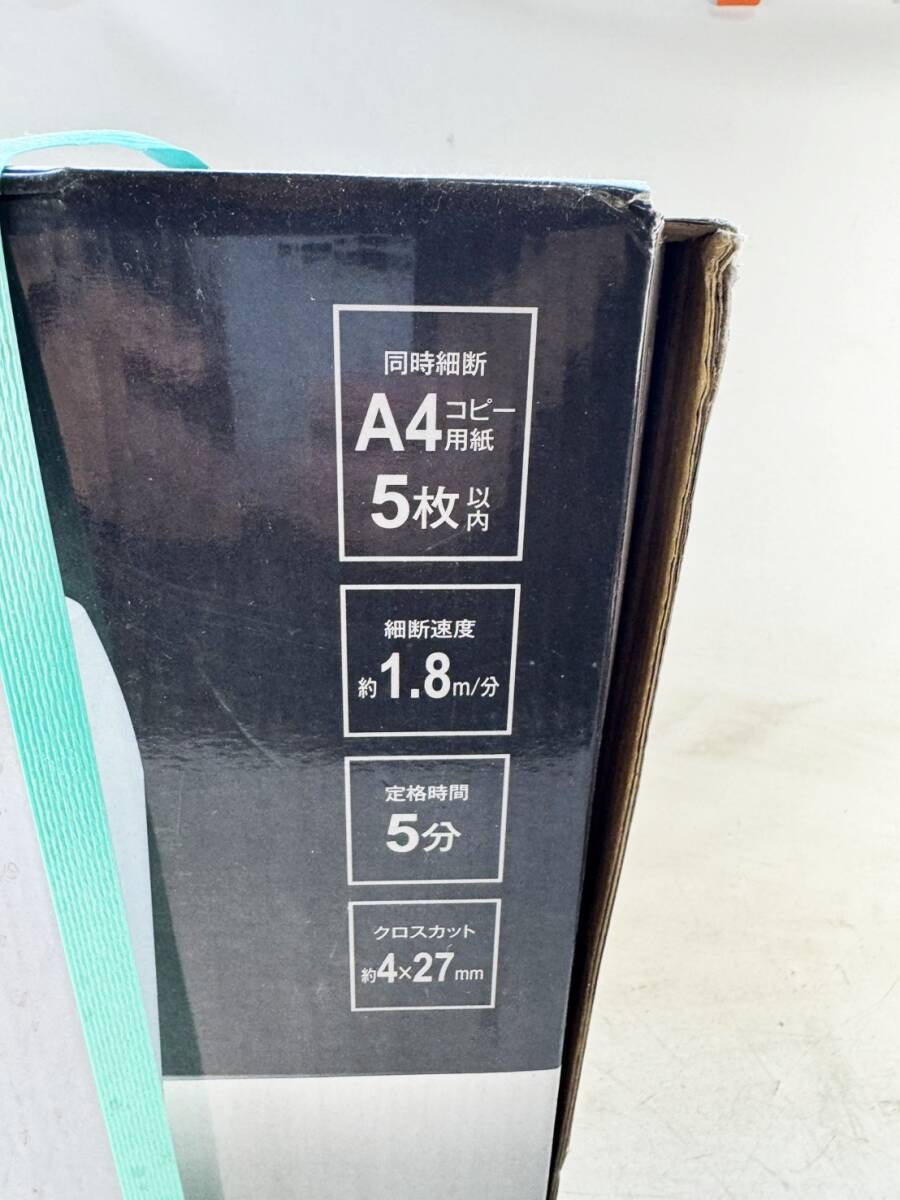 同時細断
A4コピー用紙
5枚以内
細断速度
約1.8m/分
定格時間
5分
クロスカット
約4×27mm